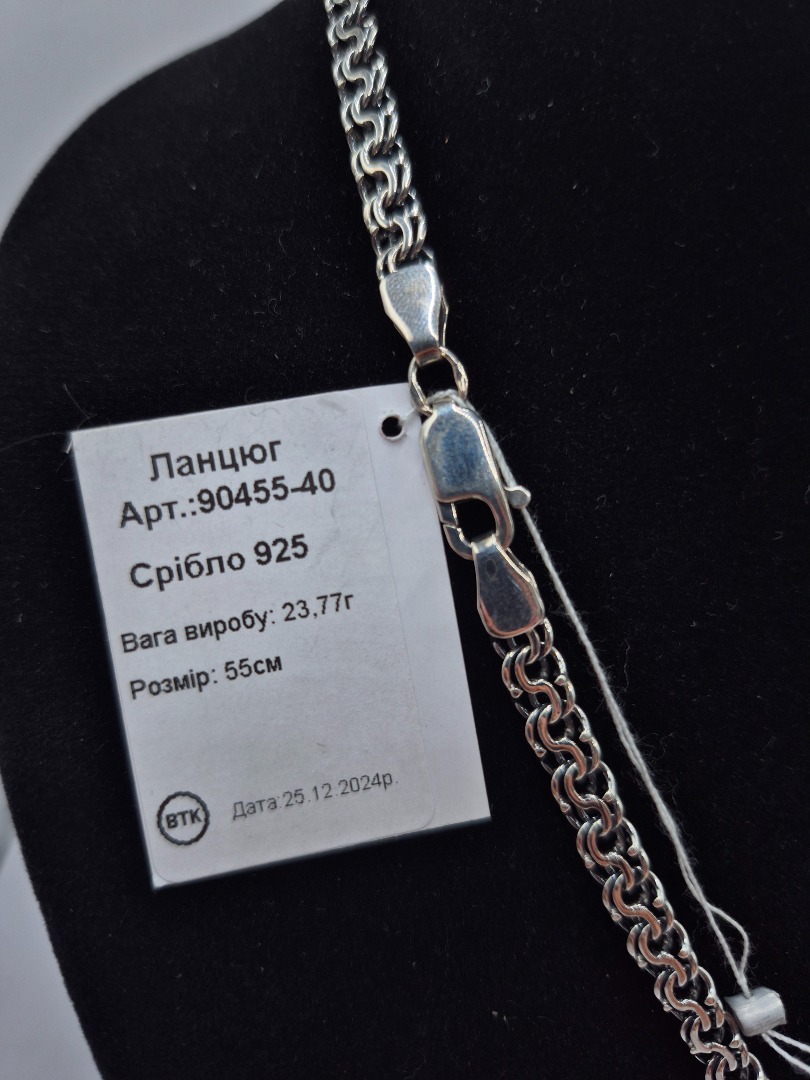 Ланцюг
Арт.:90455-40
Срібло 925
Вага виробу: 23,77г
Розмір: 55см
ВТК
Дата:25.12.2024р.